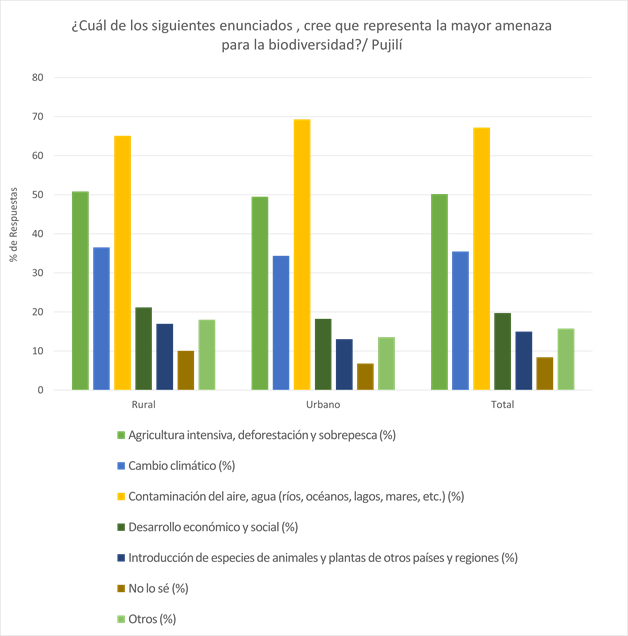 ¿Cuál de los siguientes enunciados , cree que representa la mayor amenaza
para la biodiversidad?/ Pujilí
% de Respuestas
80
70
60
50
40
30
20
10
0
Rural
Urbano
Total
Agricultura intensiva, deforestación y sobrepesca (%)
Cambio climático (%)
Contaminación del aire, agua (ríos, océanos, lagos, mares, etc.) (%)
Desarrollo económico y social (%)
Introducción de especies de animales y plantas de otros países y regiones (%)
No lo sé (%)
Otros (%)